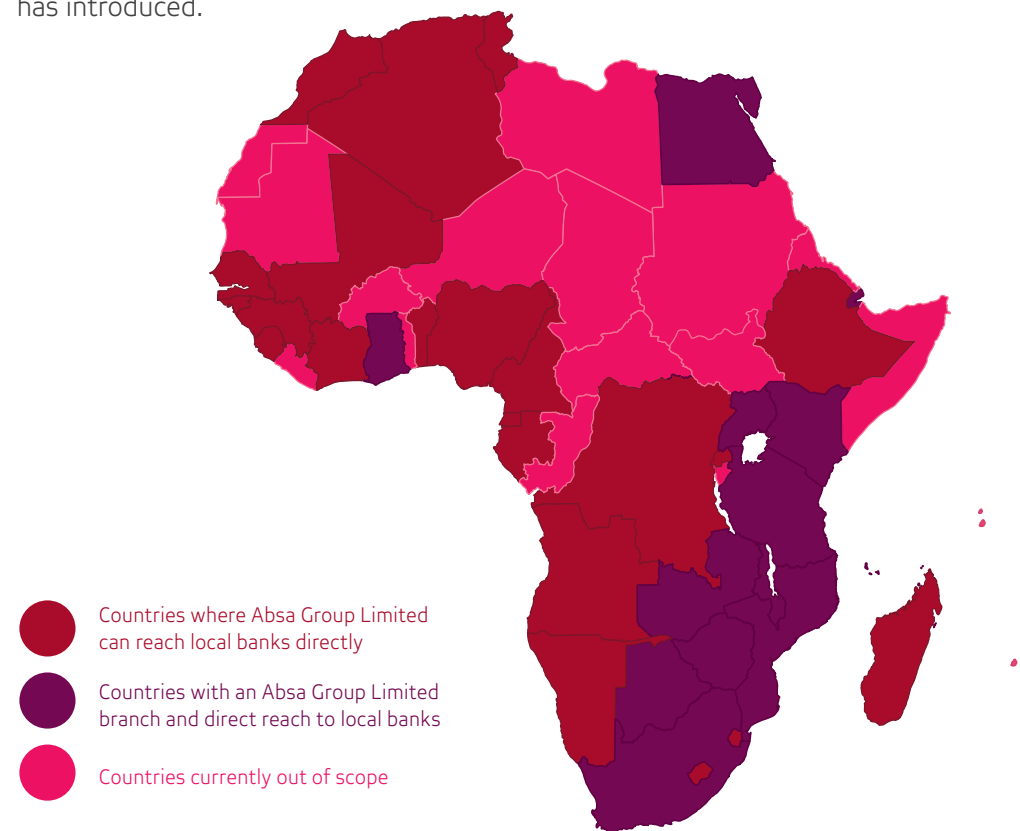 has introduced.
Countries where Absa Group Limited
can reach local banks directly
Countries with an Absa Group Limited
branch and direct reach to local banks
Countries currently out of scope